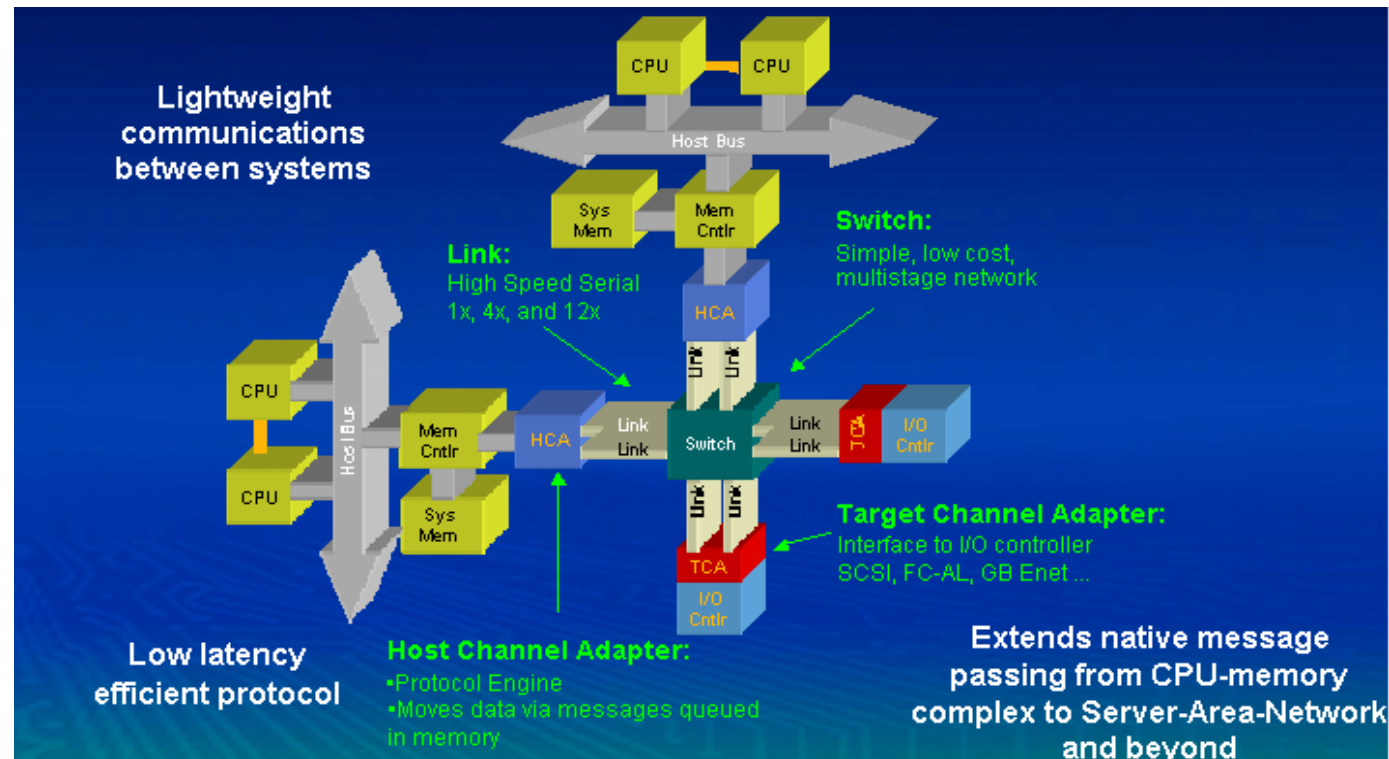 CPU
CPU
Lightweight
communications
between systems
Host Bus
Sys
Mem
Mem
Cntlr
Switch:
Simple, low cost,
multistage network
Link:
High Speed Serial
1x, 4x, and 12x
HCA
Link
Link
CPU
CPU
Host Bus
Mem
Cntlr
Sys
Mem
HCA
Link
Link
Switch
Link
Link
TCA
I/O
Cntlr
Link
Link
Target Channel Adapter:
Interface to I/O controller
SCSI, FC-AL, GB Enet ...
TCA
I/O
Cntlr
Low latency
efficient protocol
Host Channel Adapter:
▪Protocol Engine
▪Moves data via messages queued
in memory
Extends native message
passing from CPU-memory
complex to Server-Area-Network
and beyond